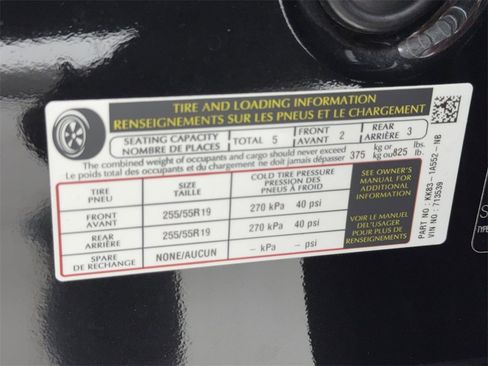 TIRE AND LOADING INFORMATION
RENSEIGNEMENTS SUR LES PNEUS ET LE CHARGEMENT
SEATING CAPACITY
NOMBRE DE PLACES
TOTAL 5
FRONT
AVANT 2
REAR
ARRIÈRE 3
The combined weight of occupants and cargo should never exceed
Le poids total des occupants et du chargement ne doit jamais dépasser
375 kg or 825 lbs.
kg ou lb.
TIRE
PNEU
SIZE
TAILLE
COLD TIRE PRESSURE
PRESSION DES
PNEUS À FROID
FRONT
AVANT
255/55R19
270 kPa 40 psi
REAR
ARRIÈRE
255/55R19
270 kPa 40 psi
SPARE
DE RECHANGE
NONE/AUCUN
– kPa – psi
SEE OWNER'S
MANUAL FOR
ADDITIONAL
INFORMATION
VOIR LE MANUEL
DE L'USAGER
POUR PLUS DE
RENSEIGNEMENTS
PART NO : KK83-1A552-NB
VIN NO : 713539